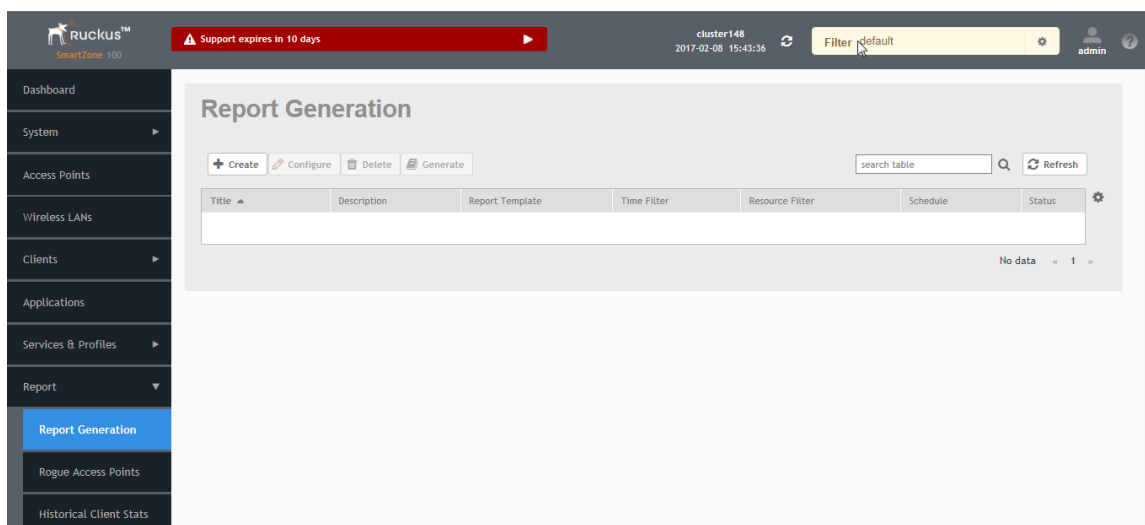 Ruckus™
SmartZone 100
Support expires in 10 days
cluster148
2017-02-08 15:43:36
Filter default
admin
Dashboard
System
Access Points
Wireless LANs
Clients
Applications
Services & Profiles
Report
Report Generation
Rogue Access Points
Historical Client Stats
Report Generation
Create Configure Delete Generate
search table
Refresh
Title Description Report Template Time Filter Resource Filter Schedule Status
No data « 1 »